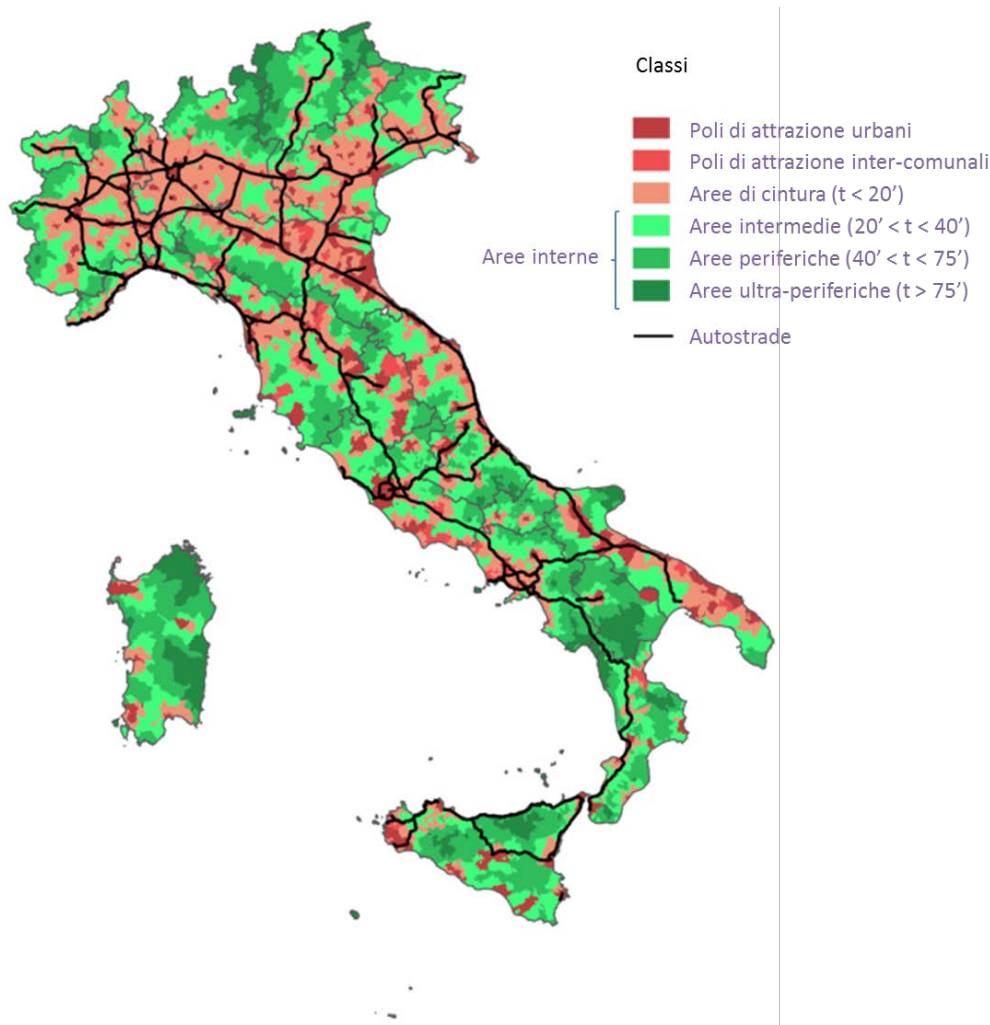 Classi
Poli di attrazione urbani
Poli di attrazione inter-comunali
Aree di cintura (t < 20’)
Aree intermedie (20’ < t < 40’)
Aree interne
Aree periferiche (40’ < t < 75’)
Aree ultra-periferiche (t > 75’)
Autostrade